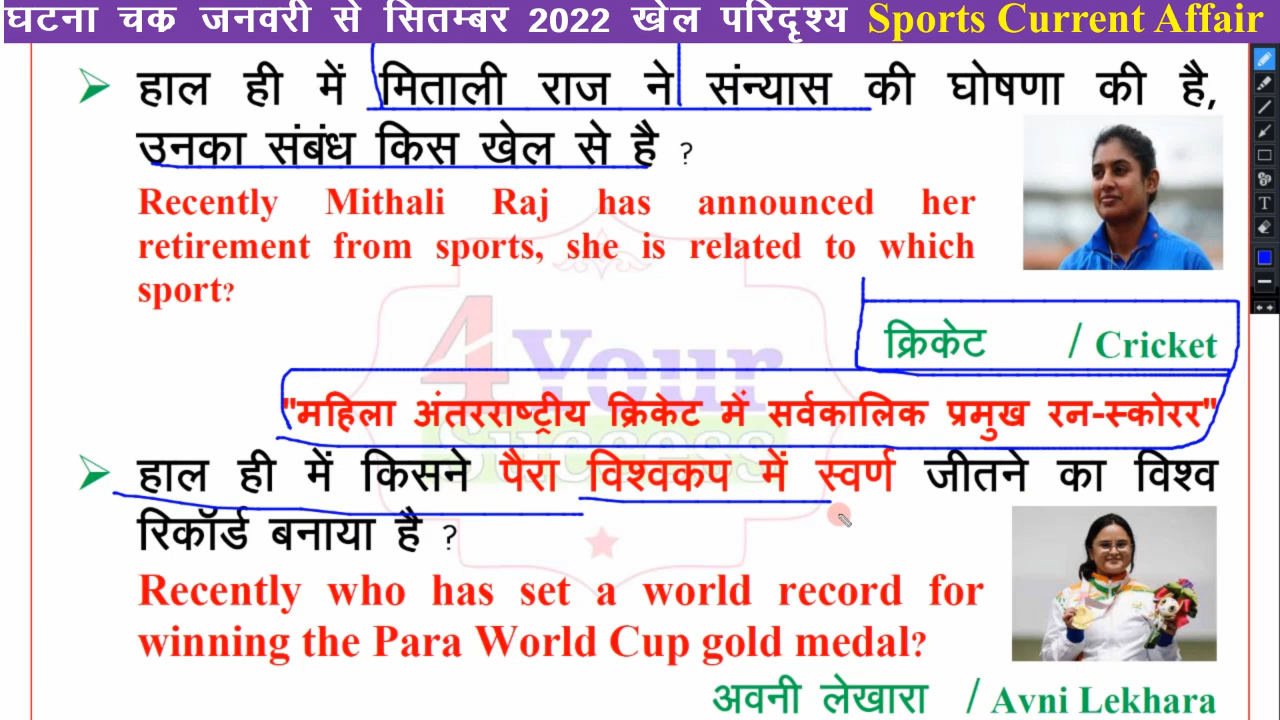 घटना चक्र जनवरी से सितम्बर 2022 खेल परिदृश्य Sports Current Affair
हाल ही में मिताली राज ने संन्यास की घोषणा की है,
उनका संबंध किस खेल से है ?
Recently Mithali Raj has announced her
retirement from sports, she is related to which
sport?
क्रिकेट / Cricket
"महिला अंतरराष्ट्रीय क्रिकेट में सर्वकालिक प्रमुख रन-स्कोरर"
4 Your
Success
हाल ही में किसने पैरा विश्वकप में स्वर्ण जीतने का विश्व
रिकॉर्ड बनाया है ?
Recently who has set a world record for
winning the Para World Cup gold medal?
अवनी लेखारा / Avni Lekhara